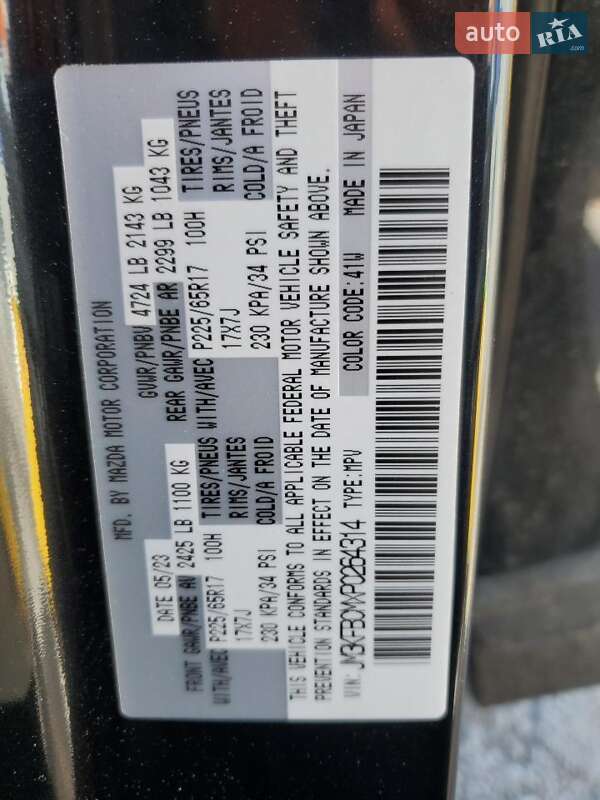 auto RIA.com
MFD. BY MAZDA MOTOR CORPORATION
DATE 05/23 GVWR/PNBV 4724 LB 2143 KG
FRONT GAWR/PNBE AV 2425 LB 1100 KG REAR GAWR/PNBE AR 2299 LB 1043 KG
WITH/AVEC P225/65R17 100H TIRES/PNEUS WITH/AVEC P225/65R17 100H TIRES/PNEUS
17X7J RIMS/JANTES 17X7J RIMS/JANTES
230 KPA/34 PSI COLD/A FROID 230 KPA/34 PSI COLD/A FROID
THIS VEHICLE CONFORMS TO ALL APPLICABLE FEDERAL MOTOR VEHICLE SAFETY AND THEFT
PREVENTION STANDARDS IN EFFECT ON THE DATE OF MANUFACTURE SHOWN ABOVE.
VIN: JM3KFBCMXP0264314 TYPE:MPV COLOR CODE:41W MADE IN JAPAN